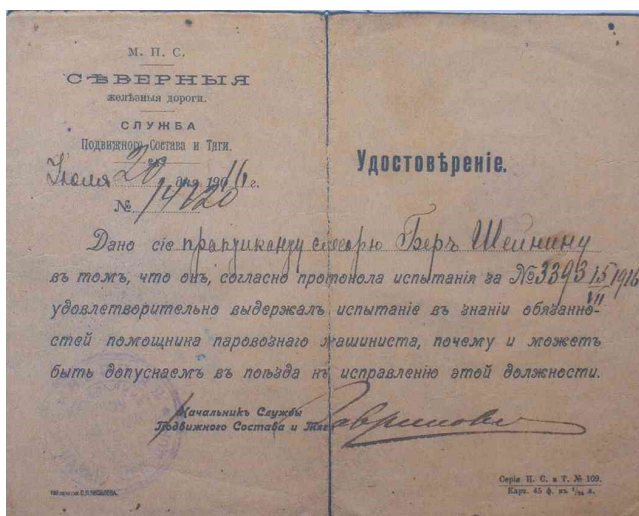 М. П. С.
СѢВЕРНЫЯ
желѣзныя дороги.
СЛУЖБА
Подвижного Состава и Тяги.
Іюля 20 дня 1916 г.
№ 14120
Удостовѣреніе.
Дано сіе практиканту слесарю Беръ Шейнину
въ томъ, что онъ, согласно протокола испытанія за № 3393 15/VII 1916
удовлетворительно выдержалъ испытаніе въ знаніи обязанно-
стей помощника паровознаго машиниста, почему и можетъ
быть допускаемъ въ поѣзда къ исправленію этой должности.
Начальникъ Службы
Подвижного Состава и Тяги
Гавриловъ
Серія П. С. и Т. № 109.